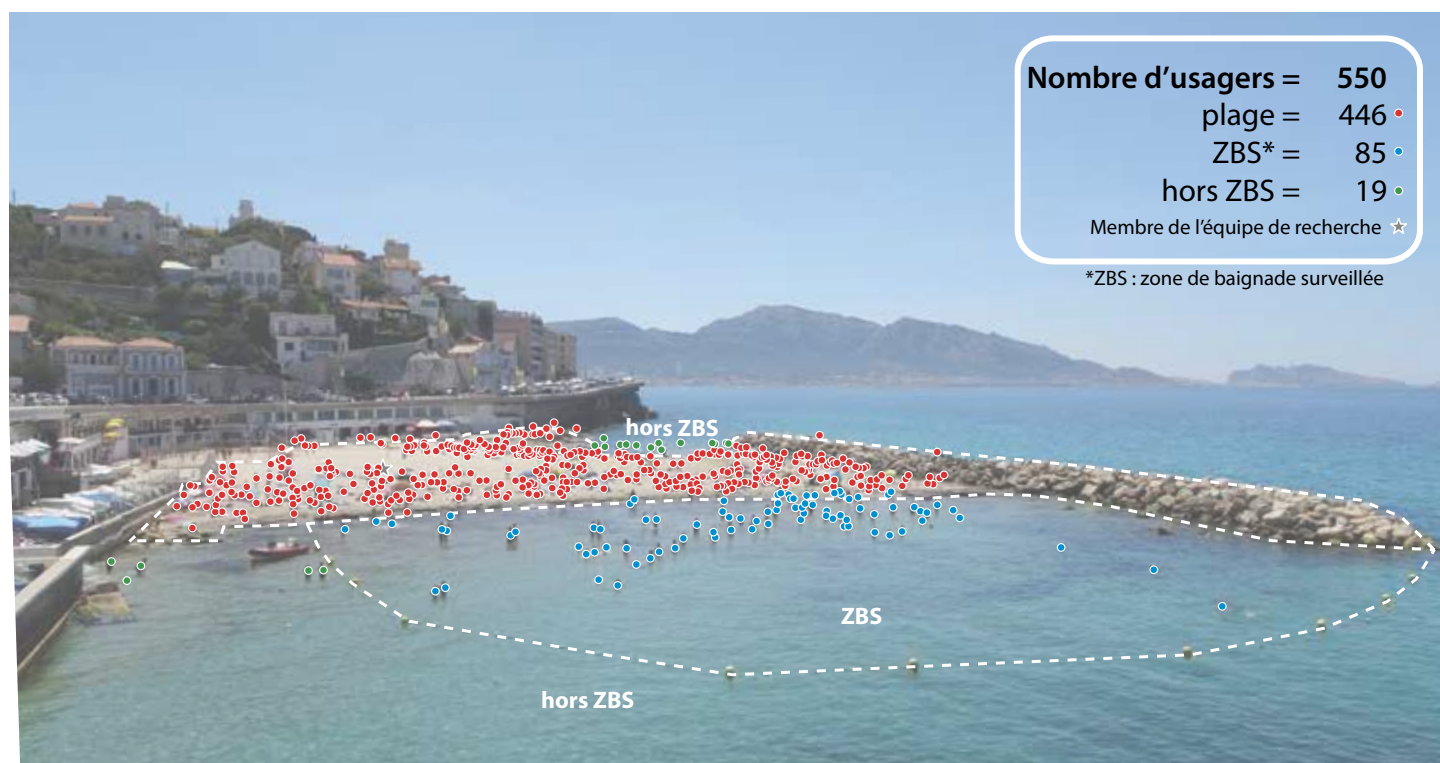 Nombre d’usagers = 550
plage = 446
ZBS* = 85
hors ZBS = 19
Membre de l’équipe de recherche
*ZBS : zone de baignade surveillée
hors ZBS
ZBS
hors ZBS